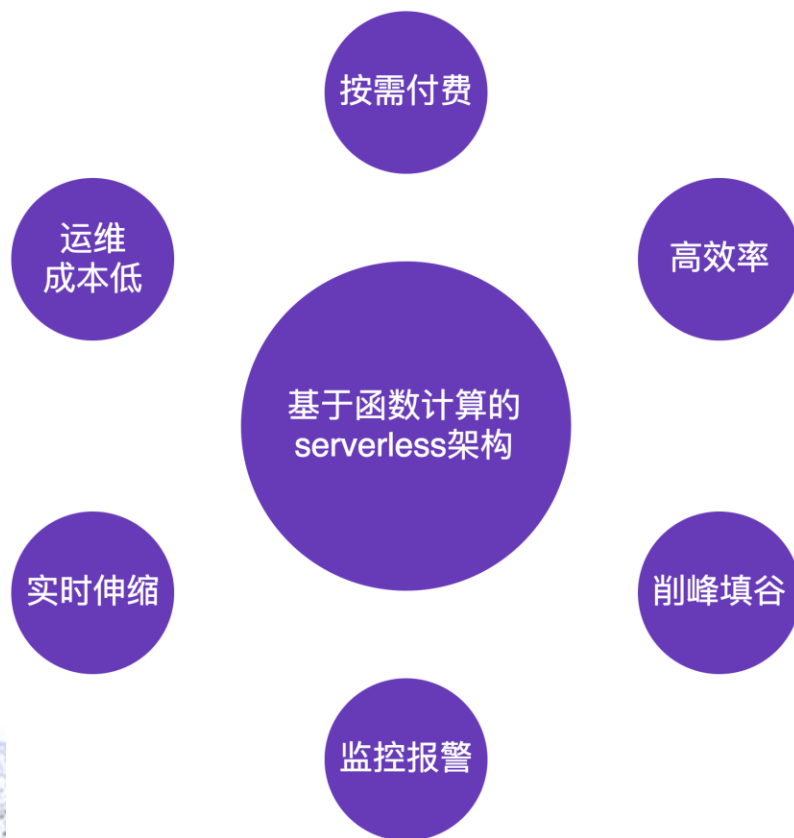 按需付费
运维
成本低
高效率
基于函数计算的
serverless架构
实时伸缩
削峰填谷
监控报警